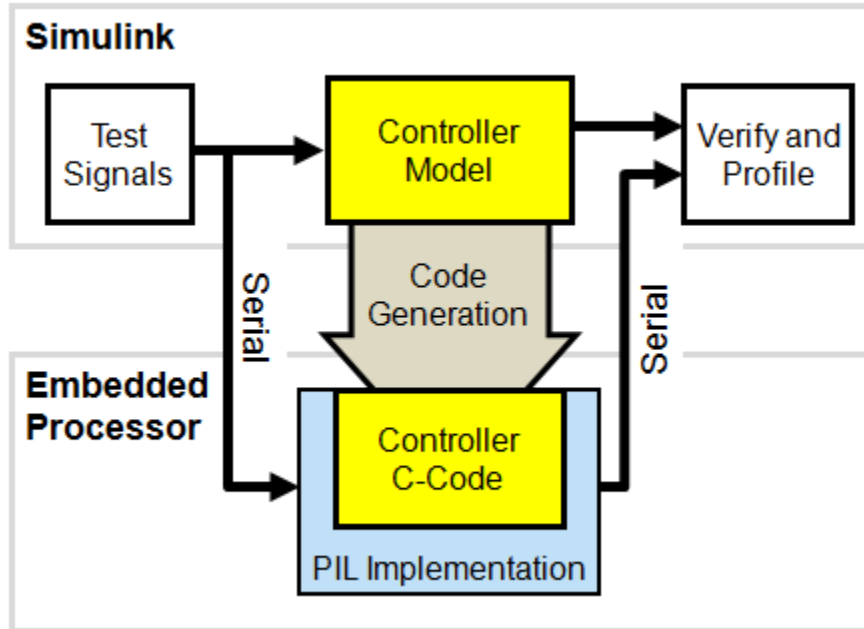 Simulink
Test
Signals
Controller
Model
Verify and
Profile
Code
Generation
Serial
Serial
Embedded
Processor
Controller
C-Code
PIL Implementation